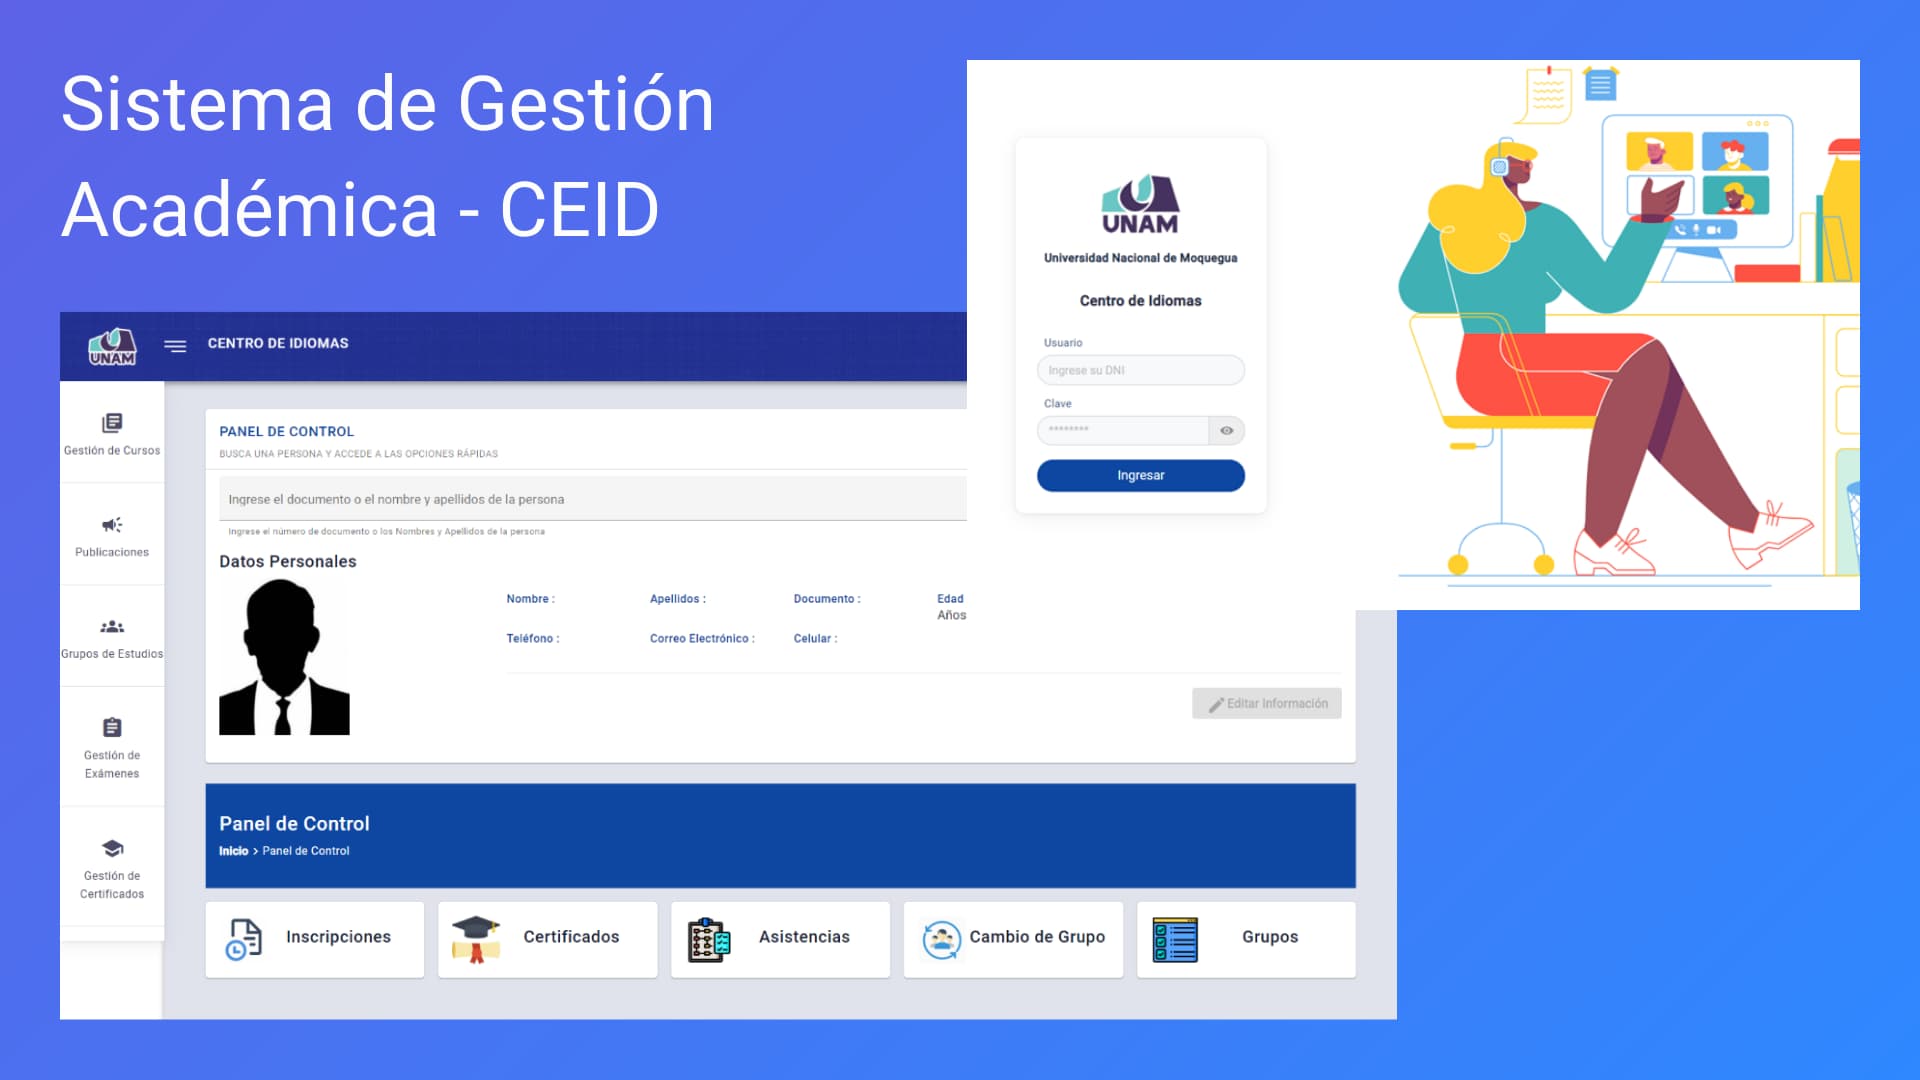 Sistema de Gestión
Académica - CEID
UNAM
Universidad Nacional de Moquegua
Centro de Idiomas
Usuario
Ingrese su DNI
Clave
********
Ingresar
UNAM
CENTRO DE IDIOMAS
Gestión de Cursos
Publicaciones
Grupos de Estudios
Gestión de
Exámenes
Gestión de
Certificados
PANEL DE CONTROL
BUSCA UNA PERSONA Y ACCEDE A LAS OPCIONES RÁPIDAS
Ingrese el documento o el nombre y apellidos de la persona
Ingrese el número de documento o los Nombres y Apellidos de la persona
Datos Personales
Nombre : Apellidos : Documento : Edad
Años
Teléfono : Correo Electrónico : Celular :
Editar Información
Panel de Control
Inicio > Panel de Control
Inscripciones
Certificados
Asistencias
Cambio de Grupo
Grupos